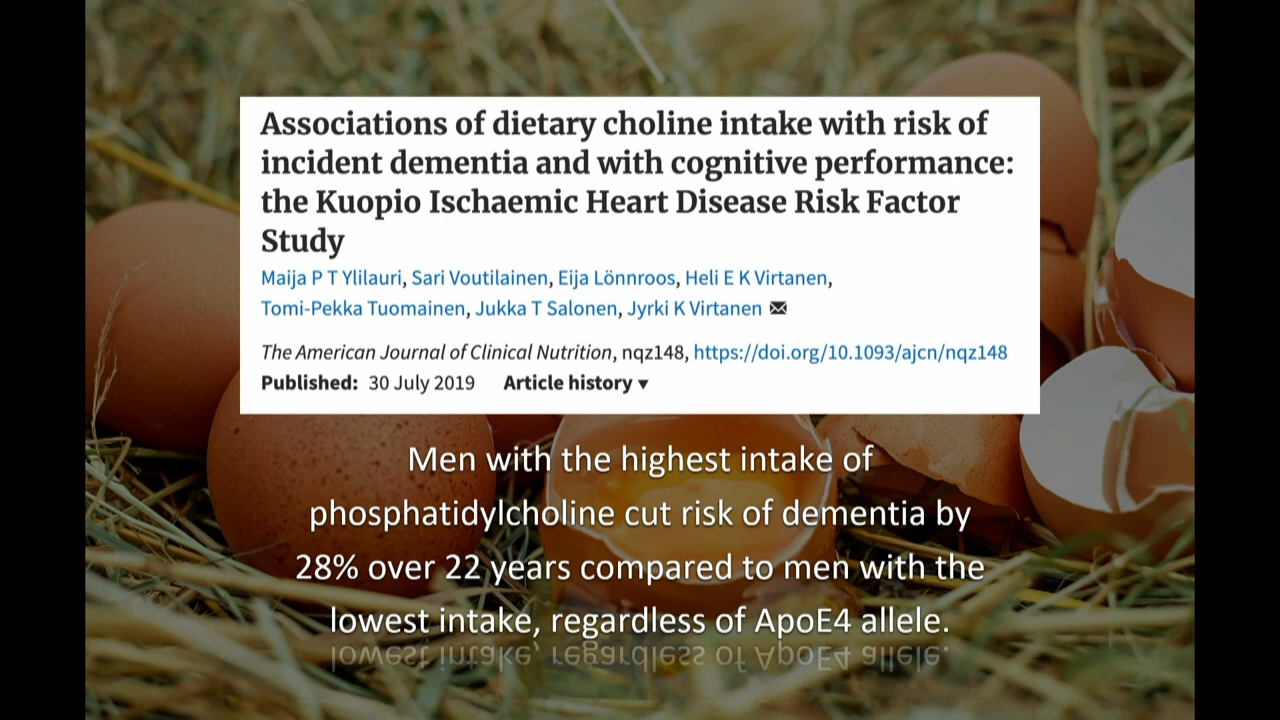 Associations of dietary choline intake with risk of
incident dementia and with cognitive performance:
the Kuopio Ischaemic Heart Disease Risk Factor
Study
Maija P T Ylilauri, Sari Voutilainen, Eija Lönnroos, Heli E K Virtanen,
Tomi-Pekka Tuomainen, Jukka T Salonen, Jyrki K Virtanen
The American Journal of Clinical Nutrition, nqz148, https://doi.org/10.1093/ajcn/nqz148
Published: 30 July 2019 Article history ▾
Men with the highest intake of
phosphatidylcholine cut risk of dementia by
28% over 22 years compared to men with the
lowest intake, regardless of ApoE4 allele.